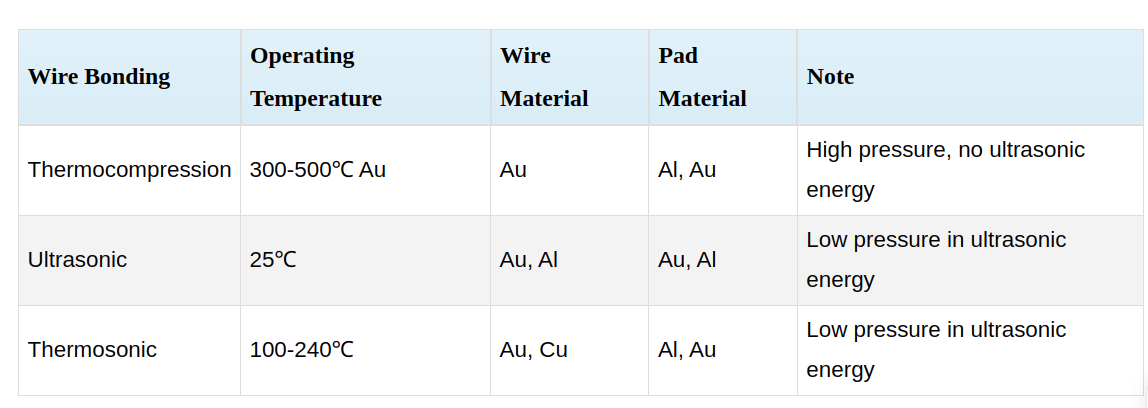 Wire Bonding
Operating
Temperature
Wire
Material
Pad
Material
Note
Thermocompression
300-500℃ Au
Au
Al, Au
High pressure, no ultrasonic
energy
Ultrasonic
25℃
Au, Al
Au, Al
Low pressure in ultrasonic
energy
Thermosonic
100-240℃
Au, Cu
Al, Au
Low pressure in ultrasonic
energy